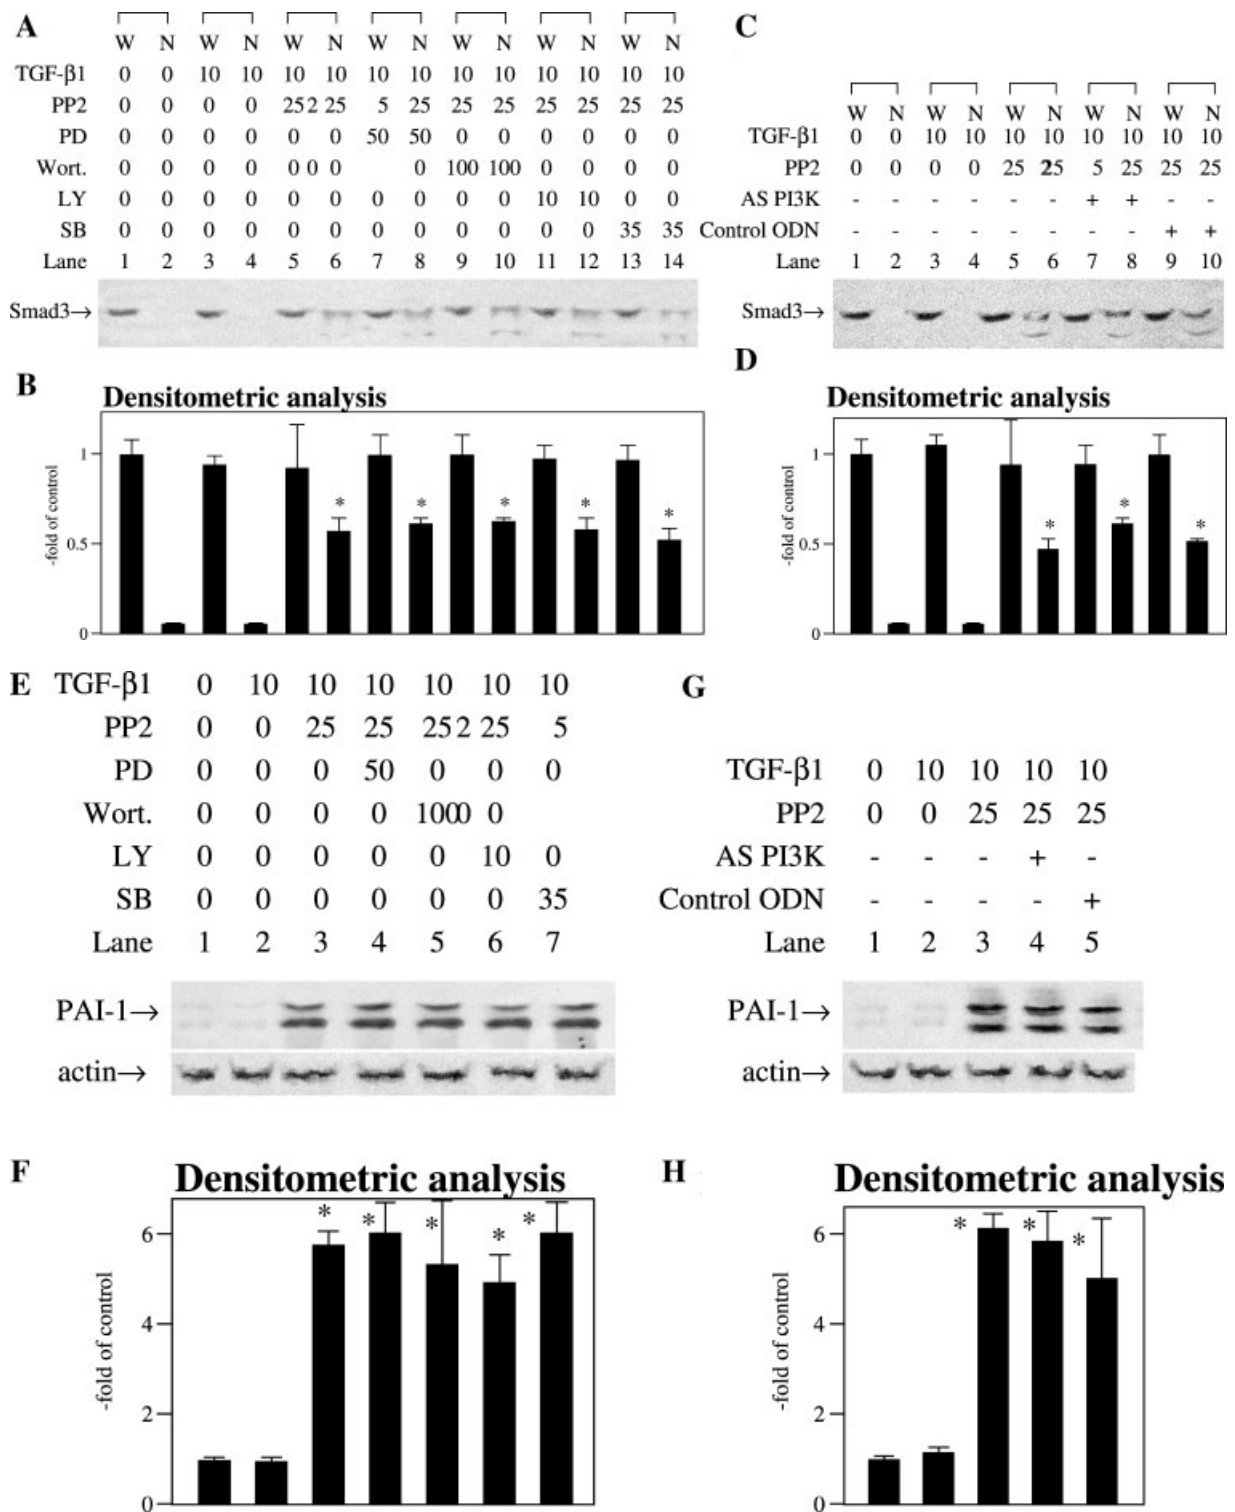 A
W N W N W N W N W N W N W N
TGF-β1 0 0 10 10 10 10 10 10 10 10 10 10 10 10
PP2 0 0 0 0 25 2 25 5 25 25 25 25 25 25 25
PD 0 0 0 0 0 0 50 50 0 0 0 0 0 0
Wort. 0 0 0 0 0 0 0 100 100 0 0 0 0
LY 0 0 0 0 0 0 0 0 0 0 10 10 0 0
SB 0 0 0 0 0 0 0 0 0 0 0 0 35 35
Lane 1 2 3 4 5 6 7 8 9 10 11 12 13 14
Smad3→
C
W N W N W N W N W N
TGF-β1 0 0 10 10 10 10 10 10 10 10
PP2 0 0 0 0 25 25 5 25 25 25
AS PI3K - - - - - - + + - -
Control ODN - - - - - - - - + +
Lane 1 2 3 4 5 6 7 8 9 10
Smad3→
B
Densitometric analysis
-fold of control
1
0.5
0
* * * * *
D
Densitometric analysis
-fold of control
1
0.5
0
* * *
E
TGF-β1 0 10 10 10 10 10 10
PP2 0 0 25 25 25 2 25 5
PD 0 0 0 50 0 0 0
Wort. 0 0 0 0 1000 0
LY 0 0 0 0 0 10 0
SB 0 0 0 0 0 0 35
Lane 1 2 3 4 5 6 7
PAI-1→
actin→
G
TGF-β1 0 10 10 10 10
PP2 0 0 25 25 25
AS PI3K - - - + -
Control ODN - - - - +
Lane 1 2 3 4 5
PAI-1→
actin→
F
Densitometric analysis
-fold of control
6
4
2
0
* * * * *
H
Densitometric analysis
-fold of control
6
4
2
0
* * *